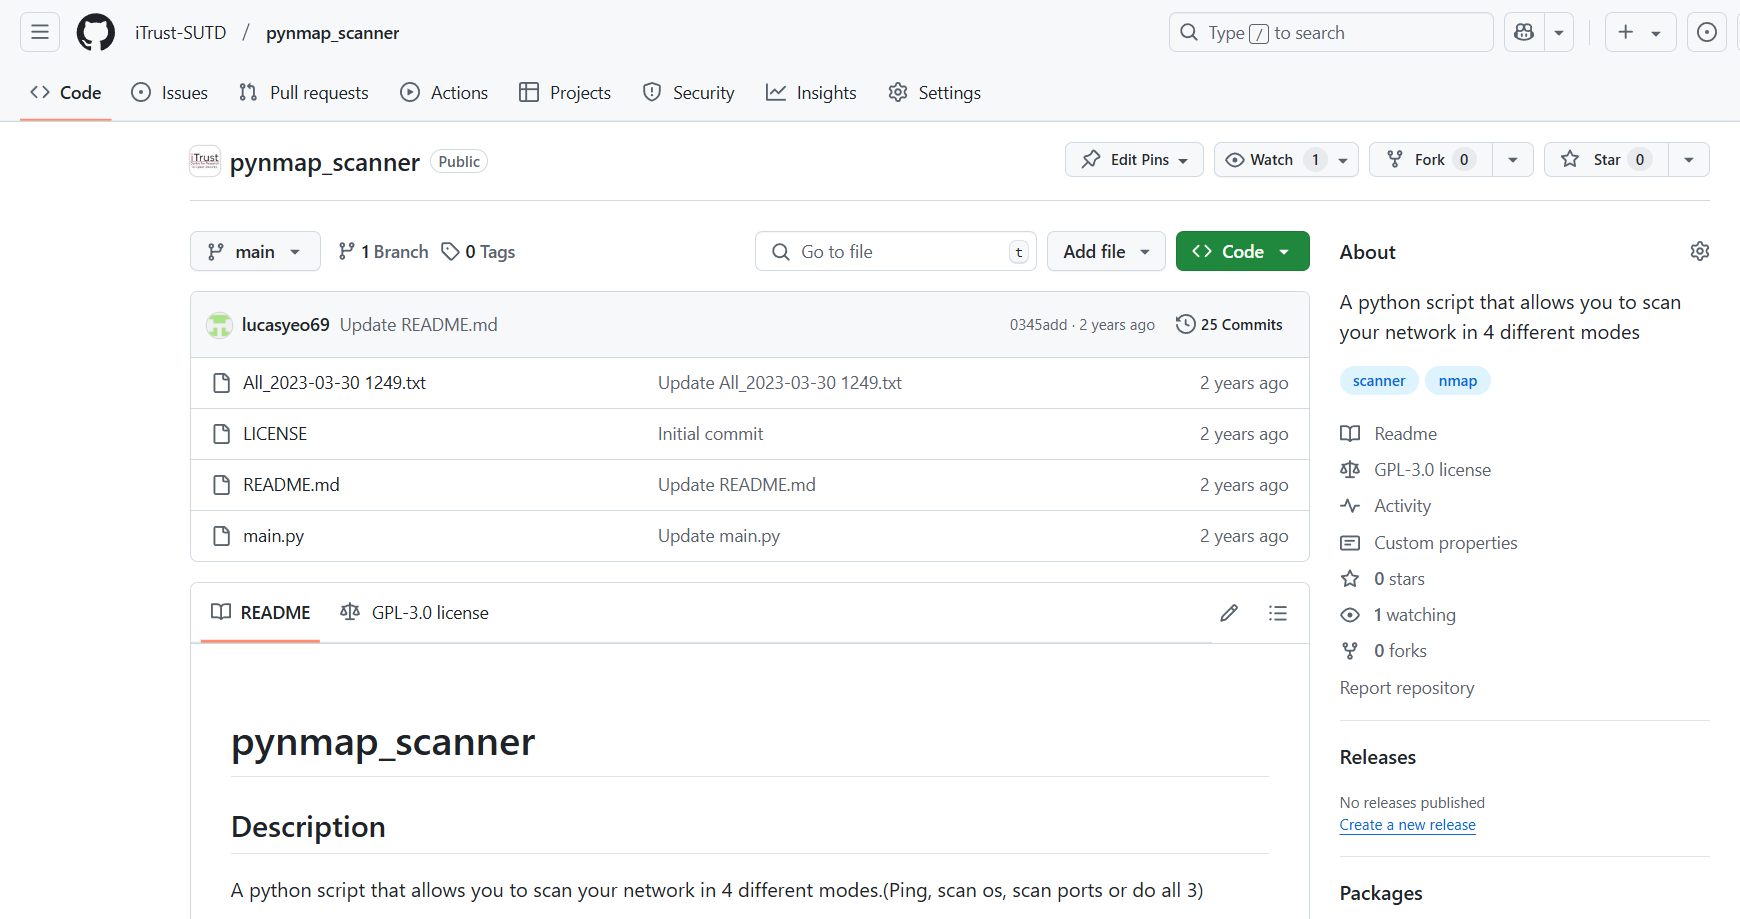 iTrust-SUTD / pynmap_scanner
Type / to search
Code Issues Pull requests Actions Projects Security Insights Settings
iTrust
pynmap_scanner Public
Edit Pins Watch 1 Fork 0 Star 0
main 1 Branch 0 Tags
Go to file t Add file Code
lucasyeo69 Update README.md 0345add · 2 years ago 25 Commits
All_2023-03-30 1249.txt Update All_2023-03-30 1249.txt 2 years ago
LICENSE Initial commit 2 years ago
README.md Update README.md 2 years ago
main.py Update main.py 2 years ago
README GPL-3.0 license
pynmap_scanner
Description
A python script that allows you to scan your network in 4 different modes.(Ping, scan os, scan ports or do all 3)
About
A python script that allows you to scan
your network in 4 different modes
scanner nmap
Readme
GPL-3.0 license
Activity
Custom properties
0 stars
1 watching
0 forks
Report repository
Releases
No releases published
Create a new release
Packages